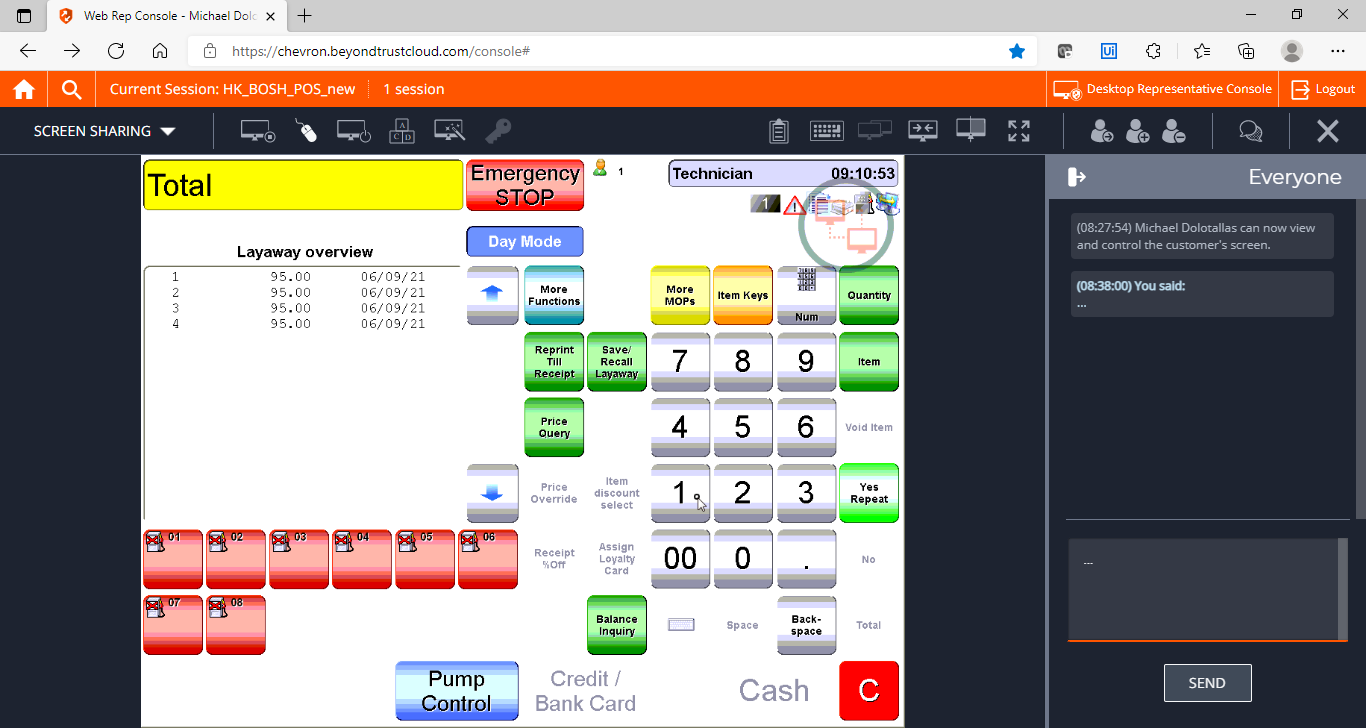 Web Rep Console - Michael Dolo
https://chevron.beyondtrustcloud.com/console#
Current Session: HK_BOSH_POS_new
1 session
Desktop Representative Console
Logout
SCREEN SHARING
Total
Emergency
STOP
1
Technician
09:10:53
1
Day Mode
Layaway overview
1 95.00 06/09/21
2 95.00 06/09/21
3 95.00 06/09/21
4 95.00 06/09/21
More
Functions
More
MOPs
Item Keys
Num
Quantity
Reprint
Till
Receipt
Save/
Recall
Layaway
7
8
9
Item
Price
Query
4
5
6
Void Item
Price
Override
Item
discount
select
1
2
3
Yes
Repeat
01
02
03
04
05
06
Receipt
%Off
Assign
Loyalty
Card
00
0
.
No
07
08
Balance
Inquiry
Space
Back-
space
Total
Pump
Control
Credit /
Bank Card
Cash
C
Everyone
(08:27:54) Michael Dolotallas can now view
and control the customer's screen.
(08:38:00) You said:
...
...
SEND